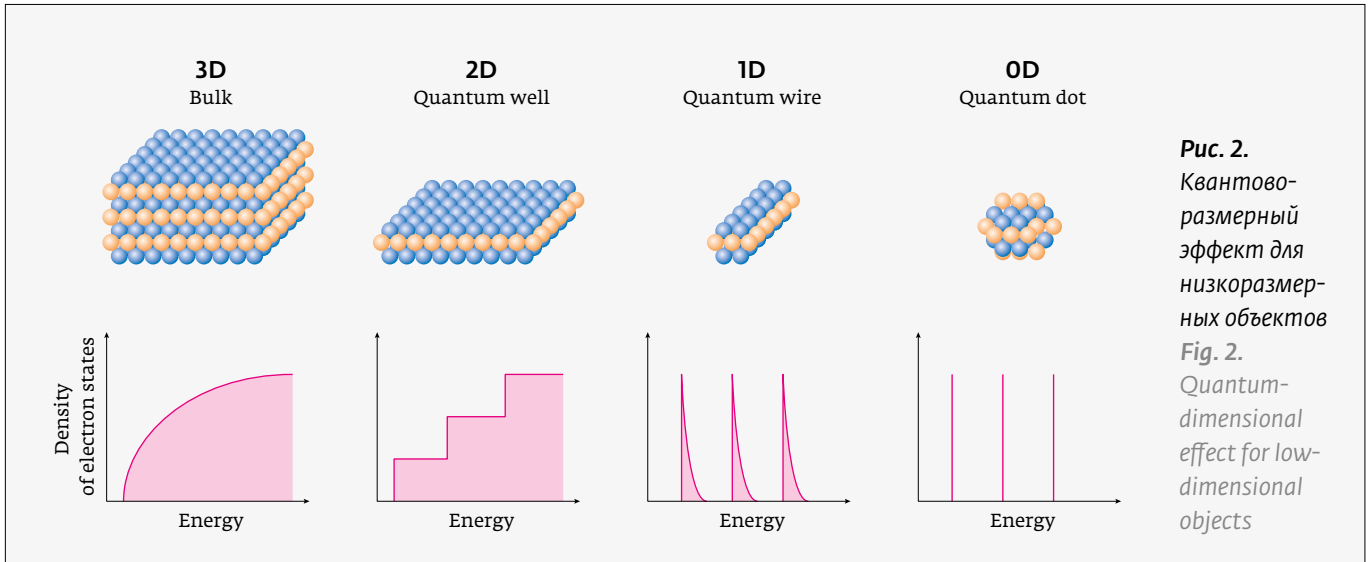 3D
Bulk
2D
Quantum well
1D
Quantum wire
0D
Quantum dot
Density
of electron states
Energy
Energy
Energy
Energy
Рис. 2.
Квантово-
размерный
эффект для
низкоразмер-
ных объектов
Fig. 2.
Quantum-
dimensional
effect for low-
dimensional
objects